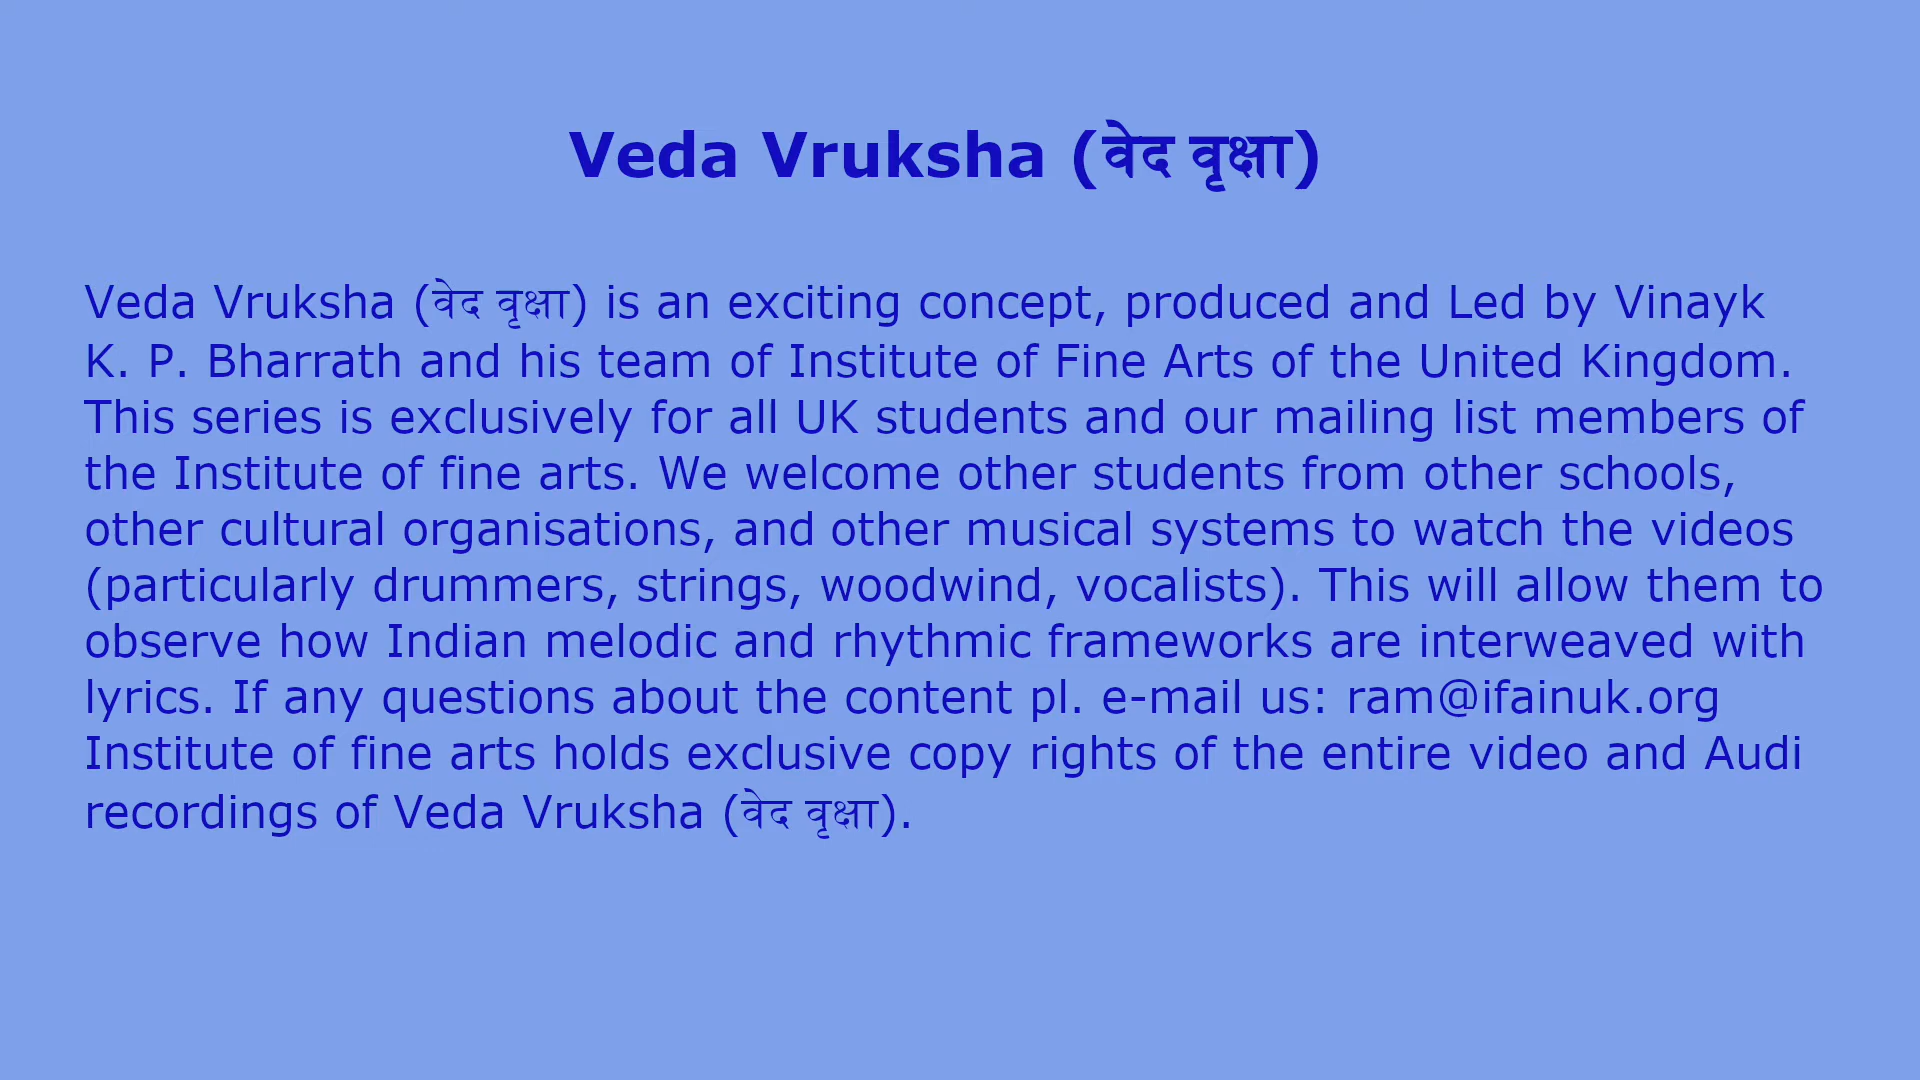 Veda Vruksha (वेद वृक्षा)
Veda Vruksha (वेद वृक्षा) is an exciting concept, produced and Led by Vinayk
K. P. Bharrath and his team of Institute of Fine Arts of the United Kingdom.
This series is exclusively for all UK students and our mailing list members of
the Institute of fine arts. We welcome other students from other schools,
other cultural organisations, and other musical systems to watch the videos
(particularly drummers, strings, woodwind, vocalists). This will allow them to
observe how Indian melodic and rhythmic frameworks are interweaved with
lyrics. If any questions about the content pl. e-mail us: ram@ifainuk.org
Institute of fine arts holds exclusive copy rights of the entire video and Audi
recordings of Veda Vruksha (वेद वृक्षा).